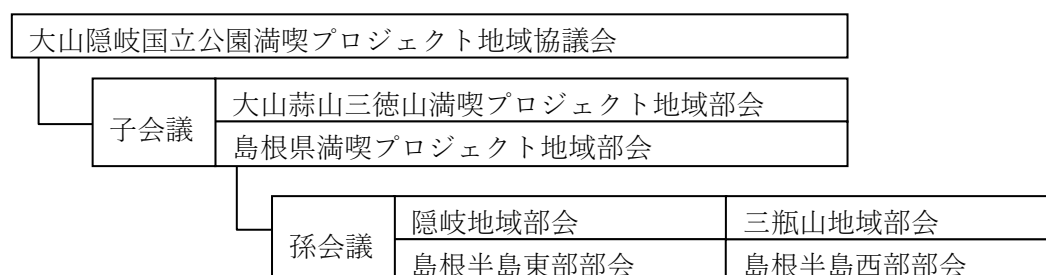 大山隠岐国立公園満喫プロジェクト地域協議会
子会議
大山蒜山三徳山満喫プロジェクト地域部会
島根県満喫プロジェクト地域部会
孫会議
隠岐地域部会
三瓶山地域部会
島根半島東部部会
島根半島西部部会